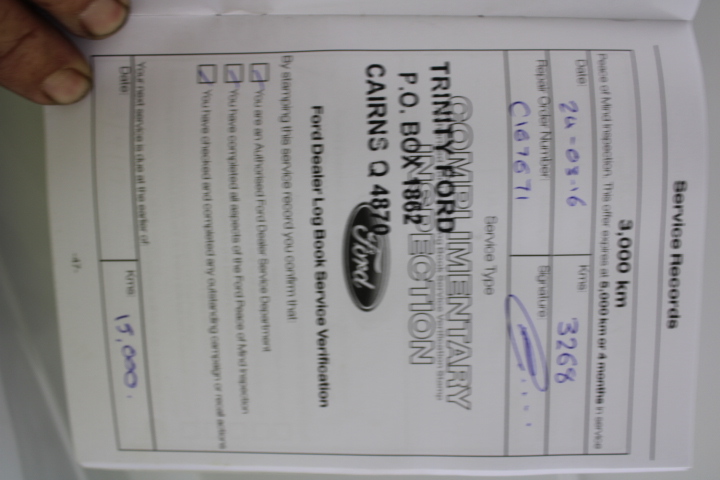 Service Records
3,000 km
Peace of Mind Inspection. This offer expires at 5,000 km or 4 months in service
Date: 24-03-16
Kms: 3268
Repair Order Number: C167671
Signature:
Service Type
COMPLIMENTARY
INSPECTION
TRINITY FORD
P.O. BOX 1862
CAIRNS Q 4870
Ford
Ford Dealer Log Book Service Verification
By stamping this service record you confirm that:
You are an Authorised Ford Dealer Service Department
You have completed all aspects of the Ford Peace of Mind Inspection
You have checked and completed any outstanding campaign or recall actions
Your next service is due at the earlier of
Date:
Kms: 15,000.
-47-